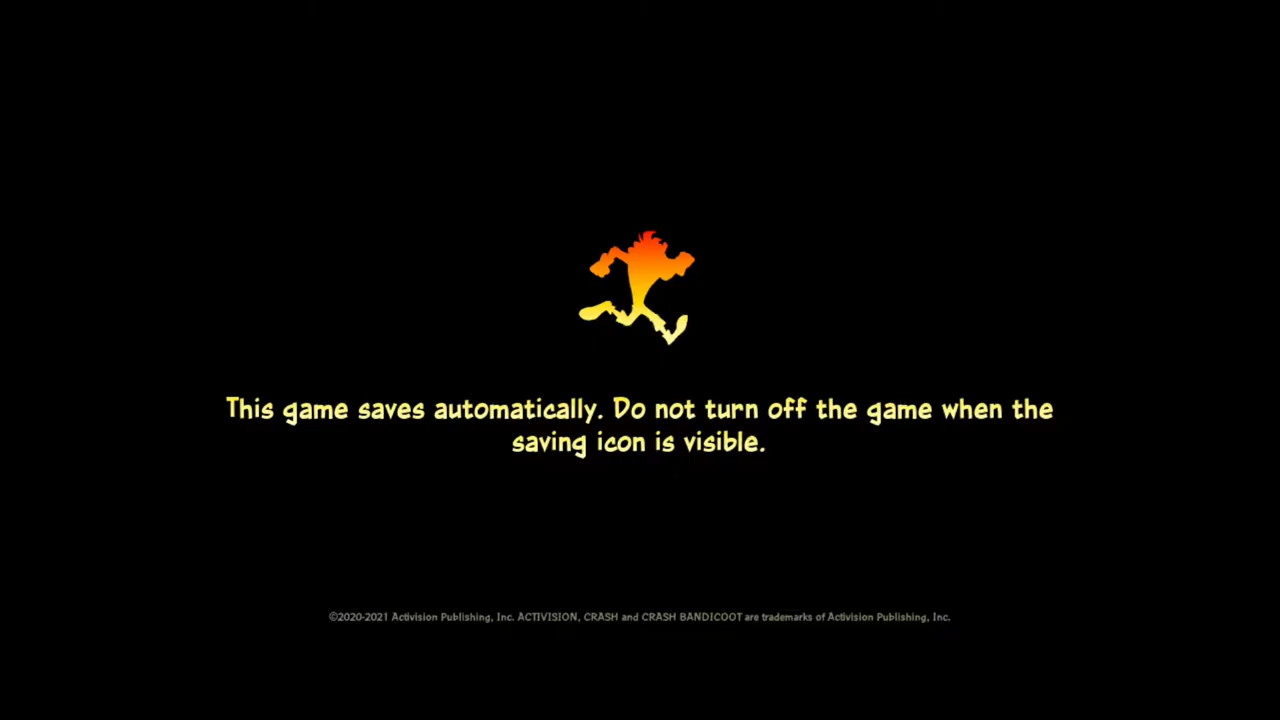 This game saves automatically. Do not turn off the game when the
saving icon is visible.
©2020-2021 Activision Publishing, Inc. ACTIVISION, CRASH and CRASH BANDICOOT are trademarks of Activision Publishing, Inc.